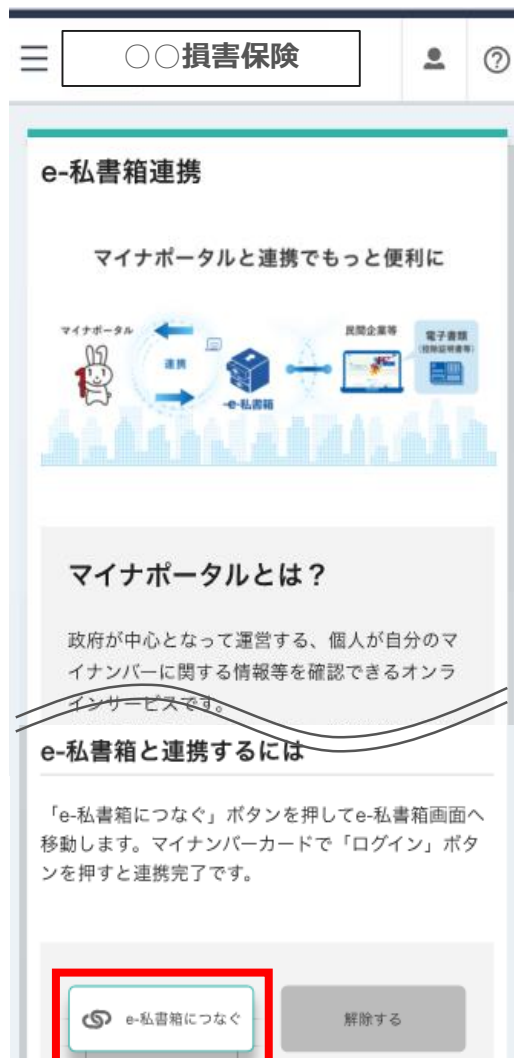 ○○損害保険
e-私書箱連携
マイナポータルと連携でもっと便利に
マイナポータル
連携
e-私書箱
民間企業等
電子書類
(控除証明書等)
マイナポータルとは？
政府が中心となって運営する、個人が自分のマ
イナンバーに関する情報等を確認できるオンラ
インサービスです。
e-私書箱と連携するには
「e-私書箱につなぐ」ボタンを押してe-私書箱画面へ
移動します。マイナンバーカードで「ログイン」ボタ
ンを押すと連携完了です。
e-私書箱につなぐ
解除する